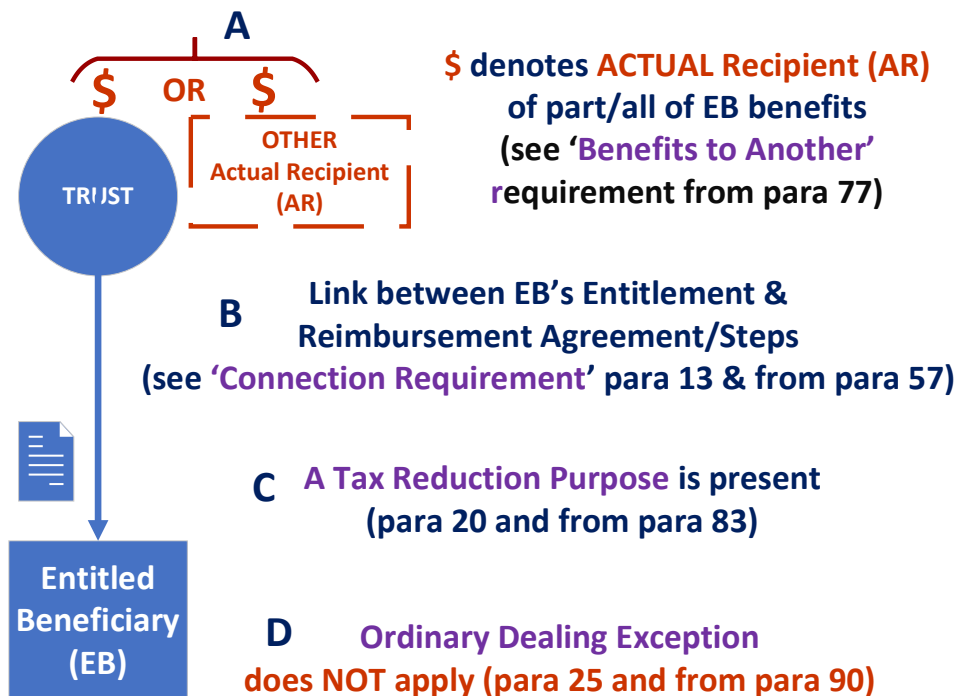 A
$ OR $
OTHER
Actual Recipient
(AR)
TRUST
$ denotes ACTUAL Recipient (AR)
of part/all of EB benefits
(see ‘Benefits to Another’
requirement from para 77)
B
Link between EB’s Entitlement &
Reimbursement Agreement/Steps
(see ‘Connection Requirement’ para 13 & from para 57)
C
A Tax Reduction Purpose is present
(para 20 and from para 83)
Entitled
Beneficiary
(EB)
D
Ordinary Dealing Exception
does NOT apply (para 25 and from para 90)